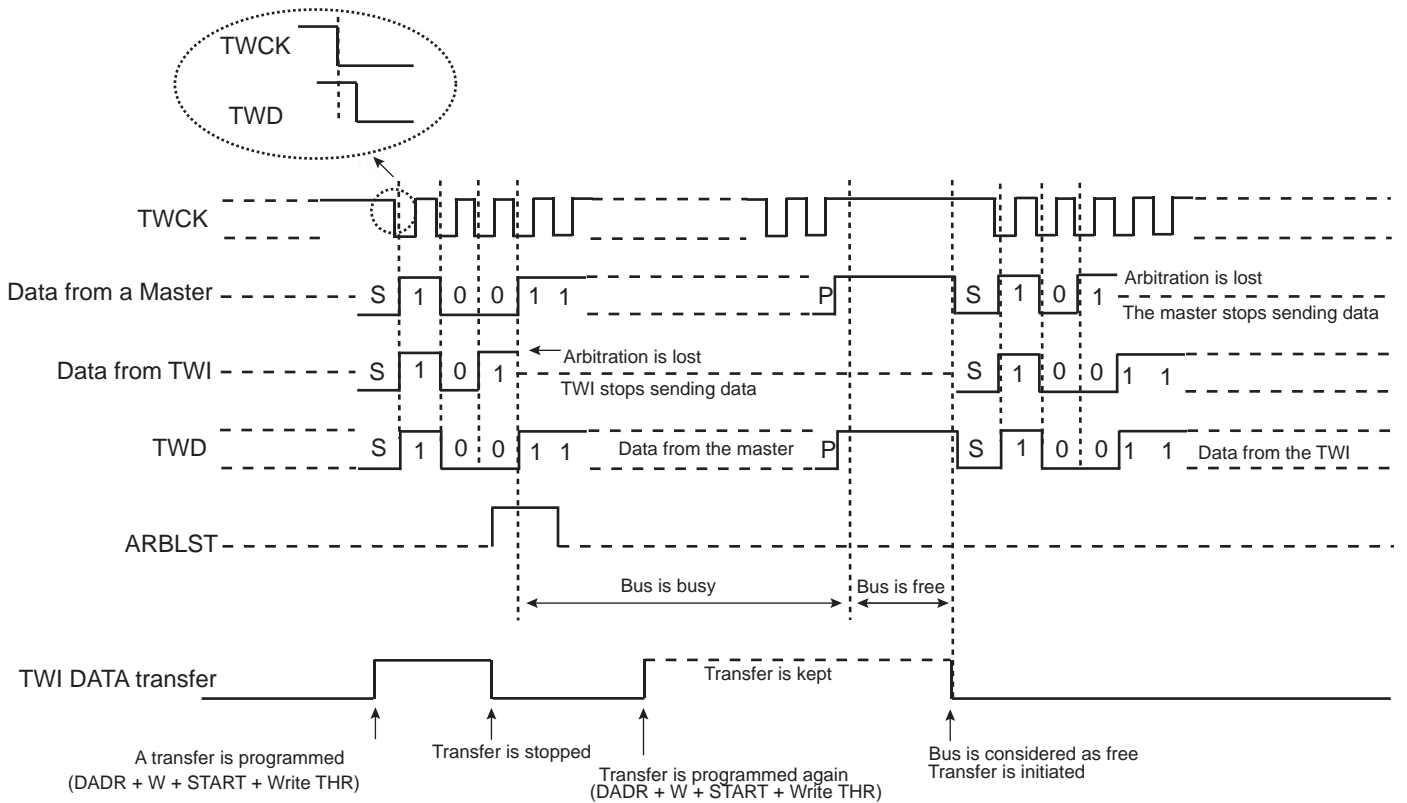 TWCK
TWD
TWCK
Data from a Master S 1 0 0 1 1 P S 1 0 1 Arbitration is lost
The master stops sending data
Data from TWI S 1 0 1 Arbitration is lost S 1 0 0 1 1
TWI stops sending data
TWD S 1 0 0 1 1 Data from the master P S 1 0 0 1 1 Data from the TWI
ARBLST
Bus is busy Bus is free
TWI DATA transfer Transfer is kept
A transfer is programmed
(DADR + W + START + Write THR)
Transfer is stopped
Transfer is programmed again
(DADR + W + START + Write THR)
Bus is considered as free
Transfer is initiated